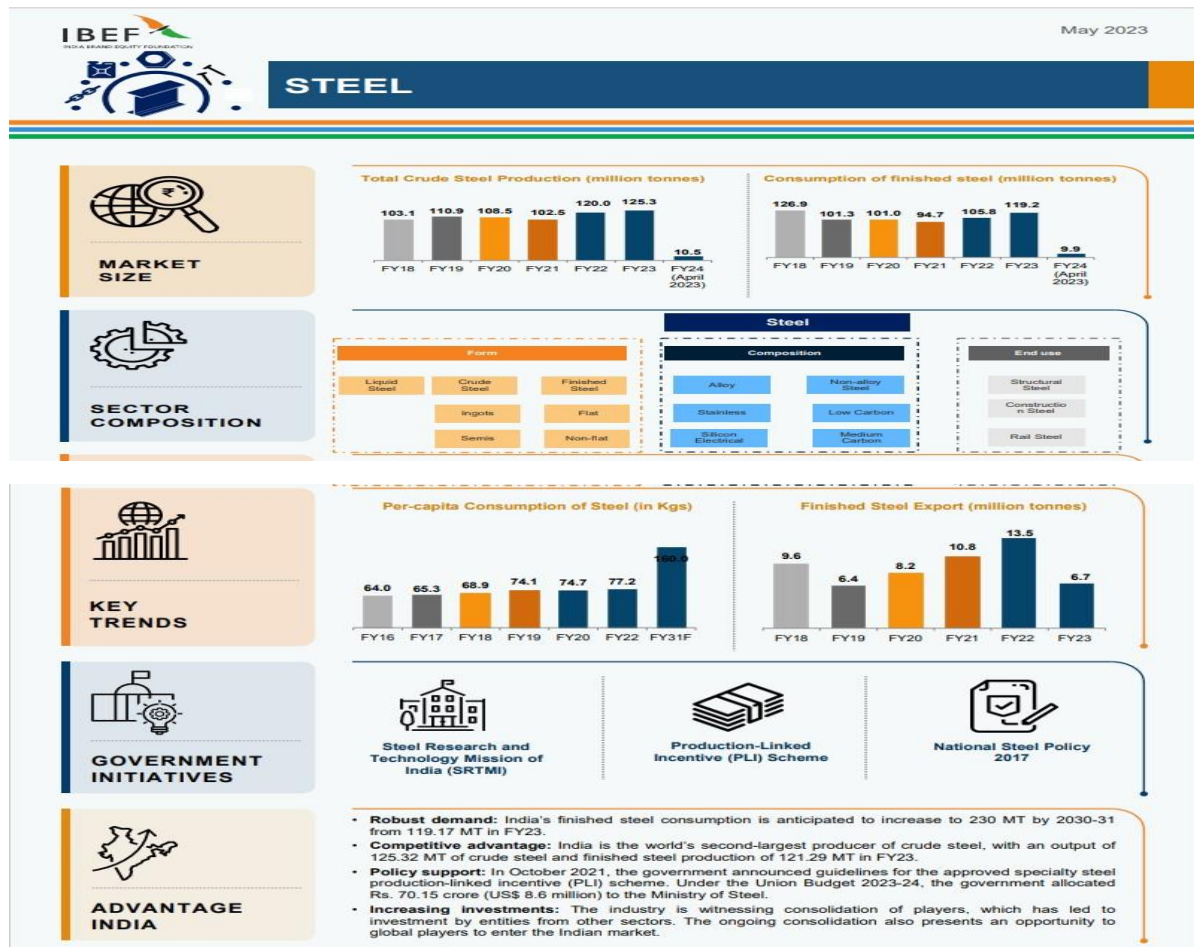 IBEF
INDIA BRAND EQUITY FOUNDATION
May 2023
STEEL
MARKET
SIZE
Total Crude Steel Production (million tonnes)
103.1 110.9 108.5 102.5 120.0 125.3 10.5
FY18 FY19 FY20 FY21 FY22 FY23 FY24
(April
2023)
Consumption of finished steel (million tonnes)
126.9 101.3 101.0 94.7 105.8 119.2 9.9
FY18 FY19 FY20 FY21 FY22 FY23 FY24
(April
2023)
SECTOR
COMPOSITION
Steel
Form
Liquid
Steel
Crude
Steel
Finished
Steel
Ingots
Flat
Semis
Non-flat
Composition
Alloy
Non-alloy
Steel
Stainless
Low Carbon
Silicon
Electrical
Medium
Carbon
End use
Structural
Steel
Constructio
n Steel
Rail Steel
KEY
TRENDS
Per-capita Consumption of Steel (in Kgs)
64.0 65.3 68.9 74.1 74.7 77.2 160.0
FY16 FY17 FY18 FY19 FY20 FY22 FY31F
Finished Steel Export (million tonnes)
9.6 6.4 8.2 10.8 13.5 6.7
FY18 FY19 FY20 FY21 FY22 FY23
GOVERNMENT
INITIATIVES
Steel Research and
Technology Mission of
India (SRTMI)
Production-Linked
Incentive (PLI) Scheme
National Steel Policy
2017
ADVANTAGE
INDIA
• Robust demand: India's finished steel consumption is anticipated to increase to 230 MT by 2030-31
from 119.17 MT in FY23.
• Competitive advantage: India is the world's second-largest producer of crude steel, with an output of
125.32 MT of crude steel and finished steel production of 121.29 MT in FY23.
• Policy support: In October 2021, the government announced guidelines for the approved specialty steel
production-linked incentive (PLI) scheme. Under the Union Budget 2023-24, the government allocated
Rs. 70.15 crore (US$ 8.6 million) to the Ministry of Steel.
• Increasing investments: The industry is witnessing consolidation of players, which has led to
investment by entities from other sectors. The ongoing consolidation also presents an opportunity to
global players to enter the Indian market.